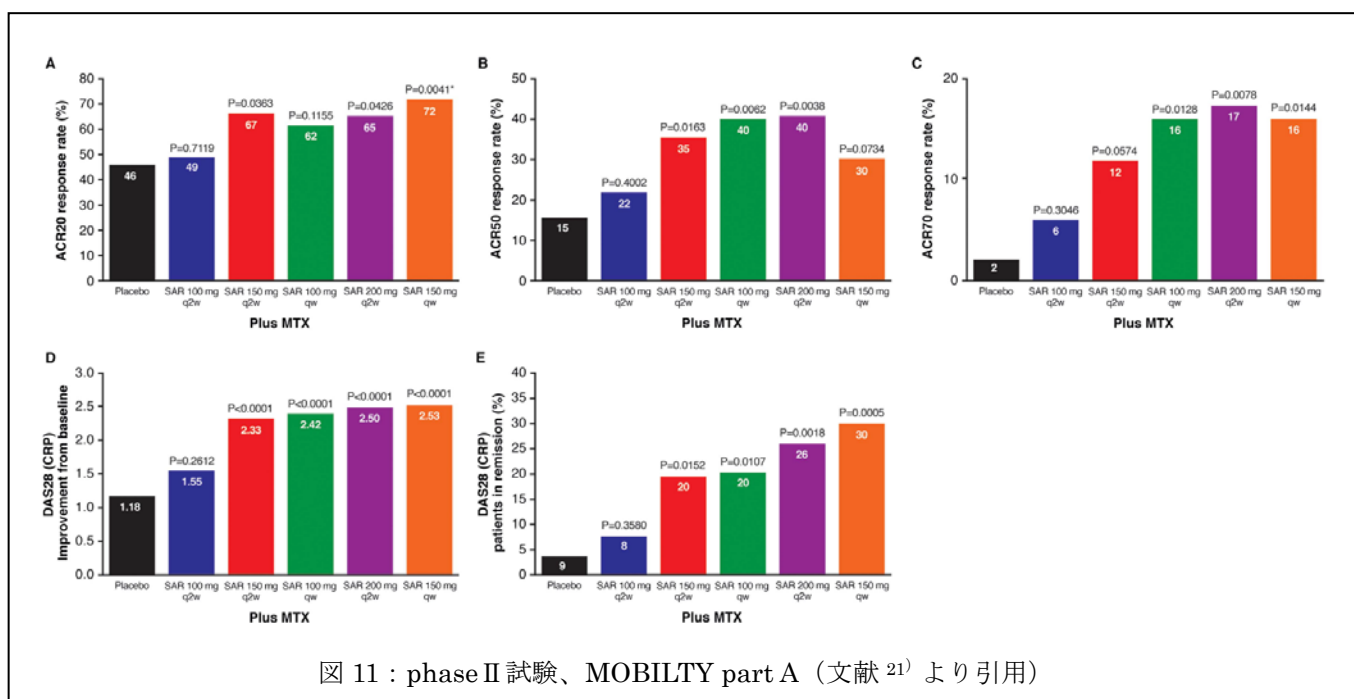 A
ACR20 response rate (%)
80
70
60
50
40
30
20
10
0
46
P=0.7119
49
P=0.0363
67
P=0.1155
62
P=0.0426
65
P=0.0041*
72
Placebo
SAR 100 mg
q2w
SAR 150 mg
q2w
SAR 100 mg
qw
SAR 200 mg
q2w
SAR 150 mg
qw
Plus MTX
B
ACR50 response rate (%)
50
40
30
20
10
0
15
P=0.4002
22
P=0.0163
35
P=0.0062
40
P=0.0038
40
P=0.0734
30
Placebo
SAR 100 mg
q2w
SAR 150 mg
q2w
SAR 100 mg
qw
SAR 200 mg
q2w
SAR 150 mg
qw
Plus MTX
C
ACR70 response rate (%)
20
10
0
2
P=0.3046
6
P=0.0574
12
P=0.0128
16
P=0.0078
17
P=0.0144
16
Placebo
SAR 100 mg
q2w
SAR 150 mg
q2w
SAR 100 mg
qw
SAR 200 mg
q2w
SAR 150 mg
qw
Plus MTX
D
DAS28 (CRP)
Improvement from baseline
3.0
2.5
2.0
1.5
1.0
0.5
0.0
1.18
P=0.2612
1.55
P<0.0001
2.33
P<0.0001
2.42
P<0.0001
2.50
P<0.0001
2.53
Placebo
SAR 100 mg
q2w
SAR 150 mg
q2w
SAR 100 mg
qw
SAR 200 mg
q2w
SAR 150 mg
qw
Plus MTX
E
DAS28 (CRP)
patients in remission (%)
40
35
30
25
20
15
10
5
0
9
P=0.3580
8
P=0.0152
20
P=0.0107
20
P=0.0018
26
P=0.0005
30
Placebo
SAR 100 mg
q2w
SAR 150 mg
q2w
SAR 100 mg
qw
SAR 200 mg
q2w
SAR 150 mg
qw
Plus MTX
図 11：phaseⅡ試験、MOBILTY part A（文献 21) より引用）